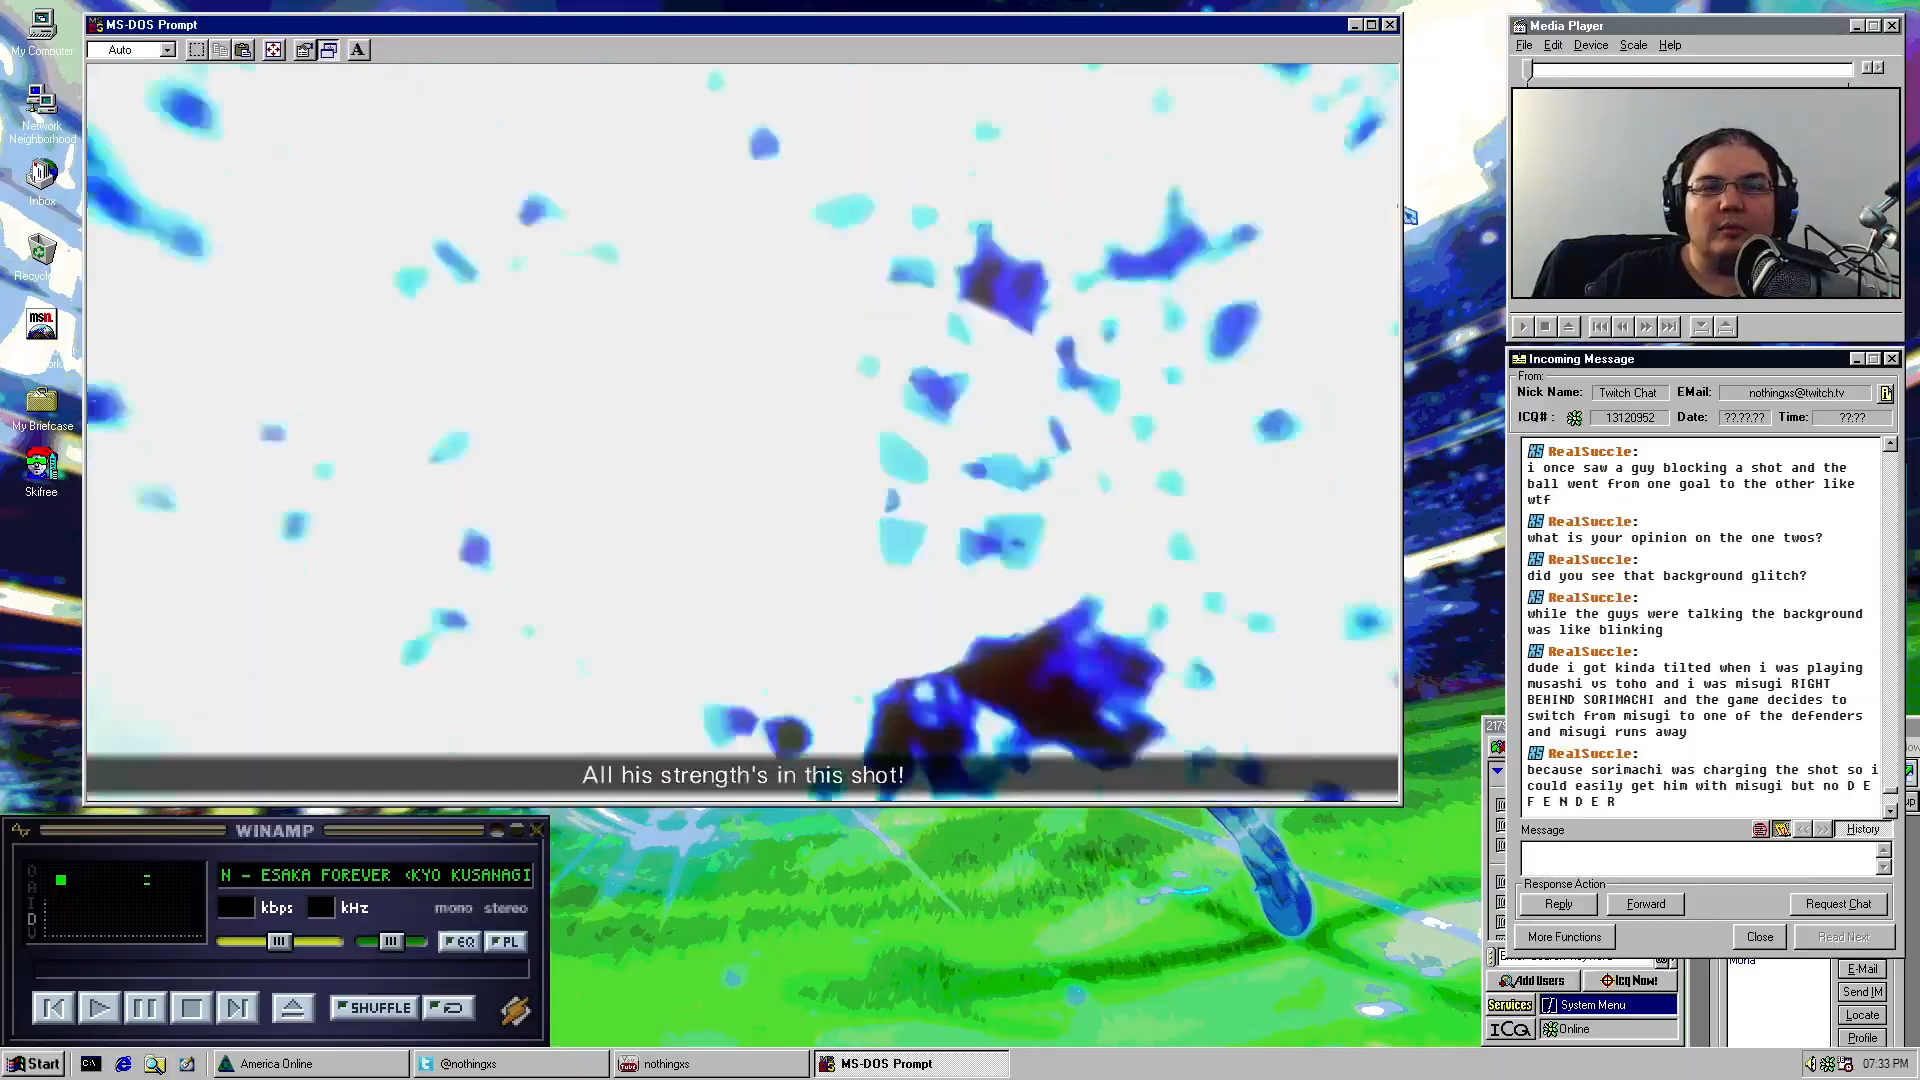 MS-DOS Prompt
Auto
A
My Computer
Network
Neighborhood
Inbox
Recycle
msn.
My Briefcase
Skifree
All his strength's in this shot!
Media Player
File Edit Device Scale Help
Incoming Message
From:
Nick Name: Twitch Chat EMail: nothingxs@twitch.tv
ICQ# : 13120952 Date: ??.??.?? Time: ??:??
RealSuccle:
i once saw a guy blocking a shot and the
ball went from one goal to the other like
wtf
RealSuccle:
what is your opinion on the one twos?
RealSuccle:
did you see that background glitch?
RealSuccle:
while the guys were talking the background
was like blinking
RealSuccle:
dude i got kinda tilted when i was playing
musashi vs toho and i was misugi RIGHT
BEHIND SORIMACHI and the game decides to
switch from misugi to one of the defenders
and misugi runs away
RealSuccle:
because sorimachi was charging the shot so i
could easily get him with misugi but no D E
F E N D E R
Message
History
Response Action
Reply Forward Request Chat
More Functions Close Read Next
Add Users Icq Now!
Services System Menu
ICQ Online
E-Mail
Send IM
Locate
Profile
WINAMP
N - ESAKA FOREVER <KYO KUSANAGI
kbps kHz mono stereo
EQ PL
SHUFFLE
Start America Online @nothingxs nothingxs MS-DOS Prompt 07:33 PM